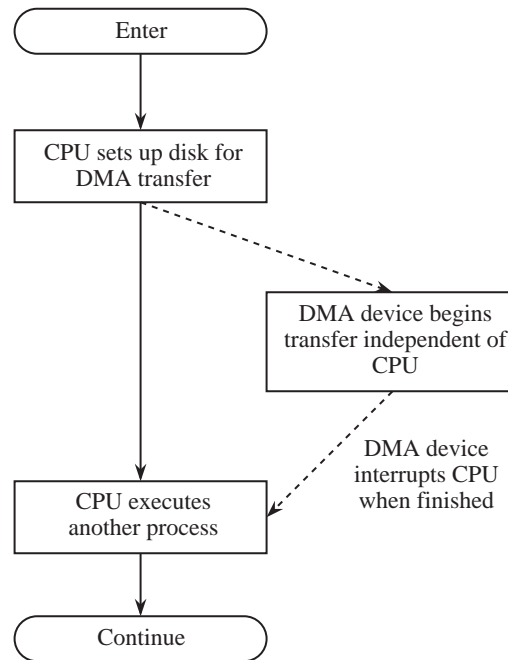 Enter
CPU sets up disk for
DMA transfer
DMA device begins
transfer independent of
CPU
DMA device
interrupts CPU
when finished
CPU executes
another process
Continue